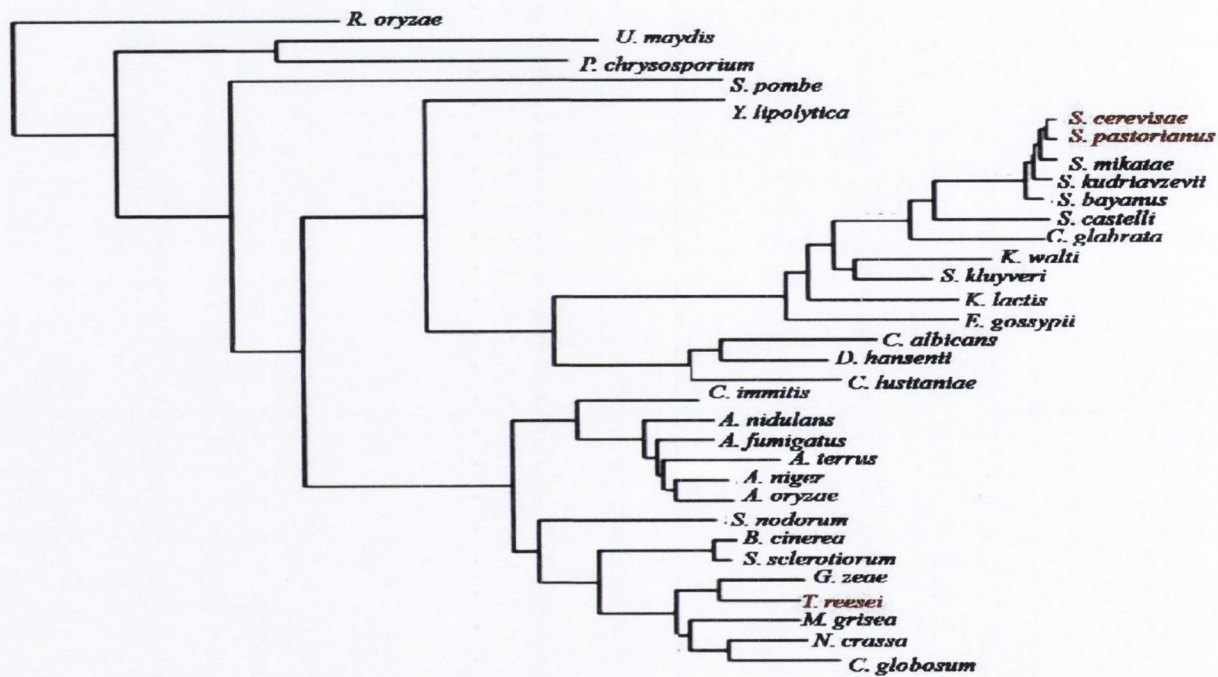 R. oryzae
U. maydis
P. chrysosporium
S. pombe
Y. lipolytica
S. cerevisae
S. pastorianus
S. mikatae
S. kudriavzevii
S. bayanus
S. castelli
C. glabrata
K. walti
S. kluyveri
K. lactis
E. gossypii
C. albicans
D. hansenii
C. lusitaniae
C. immitis
A. nidulans
A. fumigatus
A. terrus
A. niger
A. oryzae
S. nodorum
B. cinerea
S. sclerotiorum
G. zeae
T. reesei
M. grisea
N. crassa
C. globosum